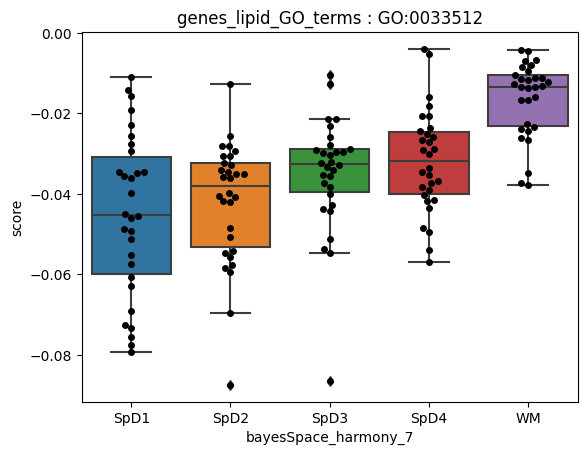 genes_lipid_GO_terms : GO:0033512
0.00
−0.02
−0.04
−0.06
−0.08
score
SpD1 SpD2 SpD3 SpD4 WM
bayesSpace_harmony_7